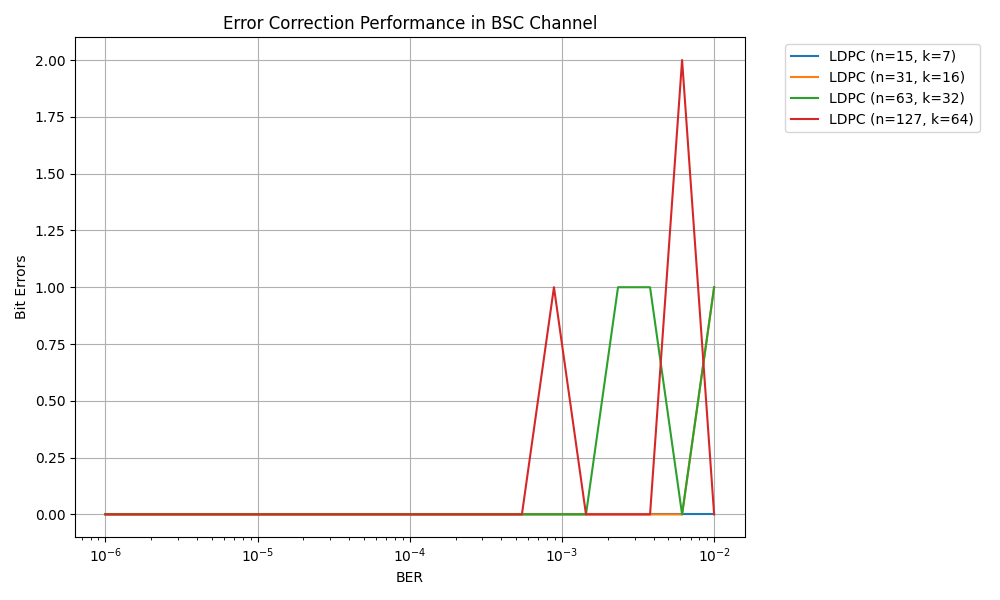 Error Correction Performance in BSC Channel
LDPC (n=15, k=7)
LDPC (n=31, k=16)
LDPC (n=63, k=32)
LDPC (n=127, k=64)
Bit Errors
2.00
1.75
1.50
1.25
1.00
0.75
0.50
0.25
0.00
10⁻⁶ 10⁻⁵ 10⁻⁴ 10⁻³ 10⁻²
BER